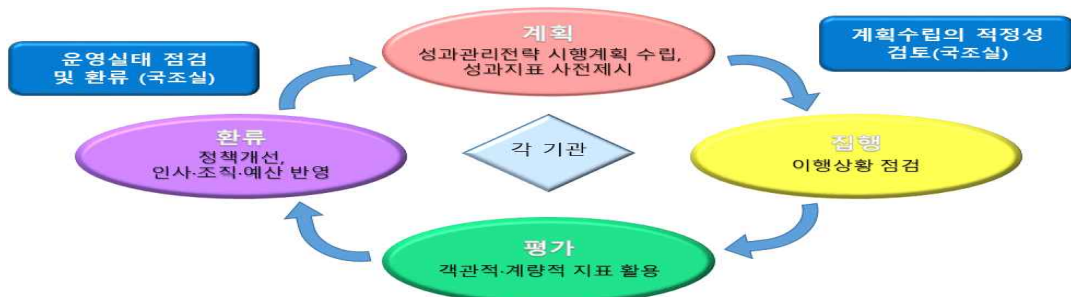 계획
성과관리전략 시행계획 수립,
성과지표 사전제시
운영실태 점검
및 환류 (국조실)
계획수립의 적정성
검토(국조실)
환류
정책개선,
인사·조직·예산 반영
각 기관
집행
이행상황 점검
평가
객관적·계량적 지표 활용